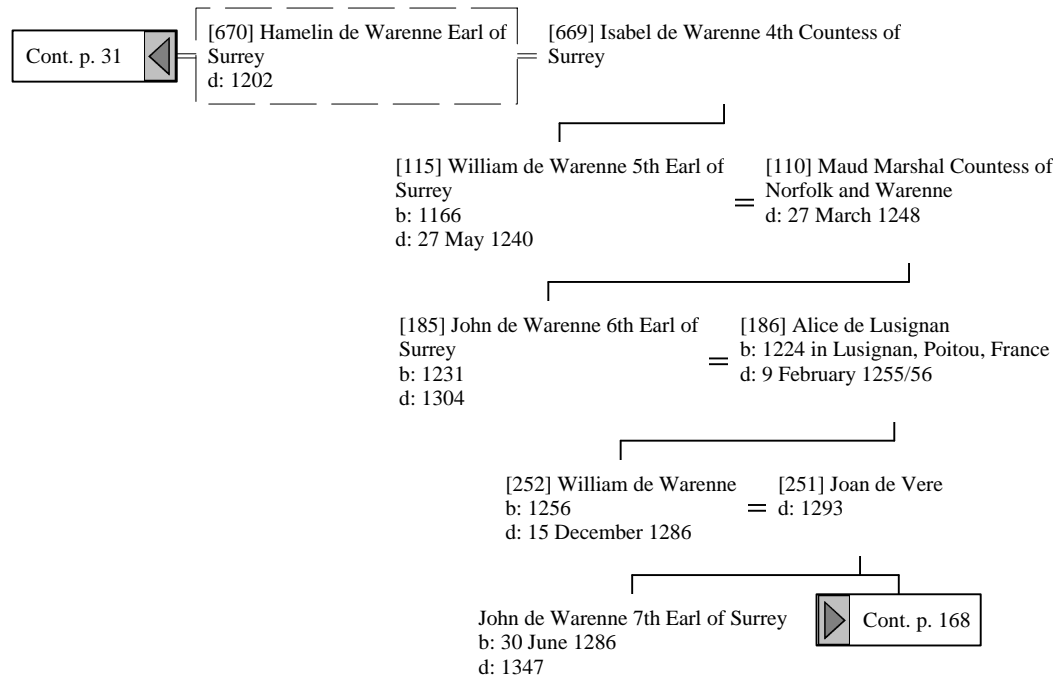 Cont. p. 31
[670] Hamelin de Warenne Earl of
Surrey
d: 1202
=
=
[669] Isabel de Warenne 4th Countess of
Surrey
[115] William de Warenne 5th Earl of
Surrey
b: 1166
d: 27 May 1240
=
[110] Maud Marshal Countess of
Norfolk and Warenne
d: 27 March 1248
[185] John de Warenne 6th Earl of
Surrey
b: 1231
d: 1304
=
[186] Alice de Lusignan
b: 1224 in Lusignan, Poitou, France
d: 9 February 1255/56
[252] William de Warenne
b: 1256
d: 15 December 1286
=
[251] Joan de Vere
d: 1293
John de Warenne 7th Earl of Surrey
b: 30 June 1286
d: 1347
Cont. p. 168